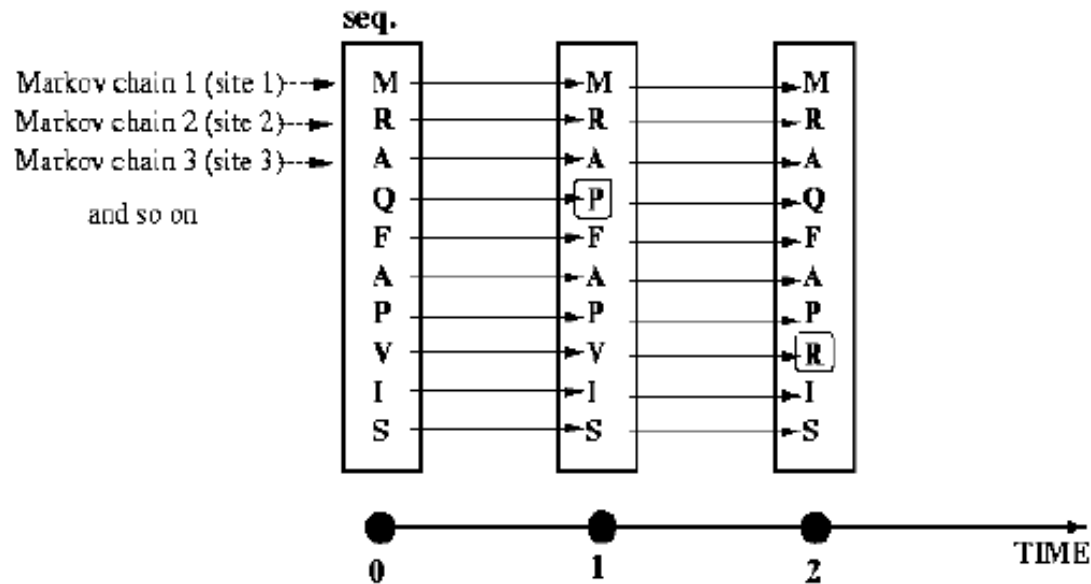 seq.
Markov chain 1 (site 1) M M M
Markov chain 2 (site 2) R R R
Markov chain 3 (site 3) A A A
and so on
Q P Q
F F F
A A A
P P P
V V R
I I I
S S S
TIME
0 1 2